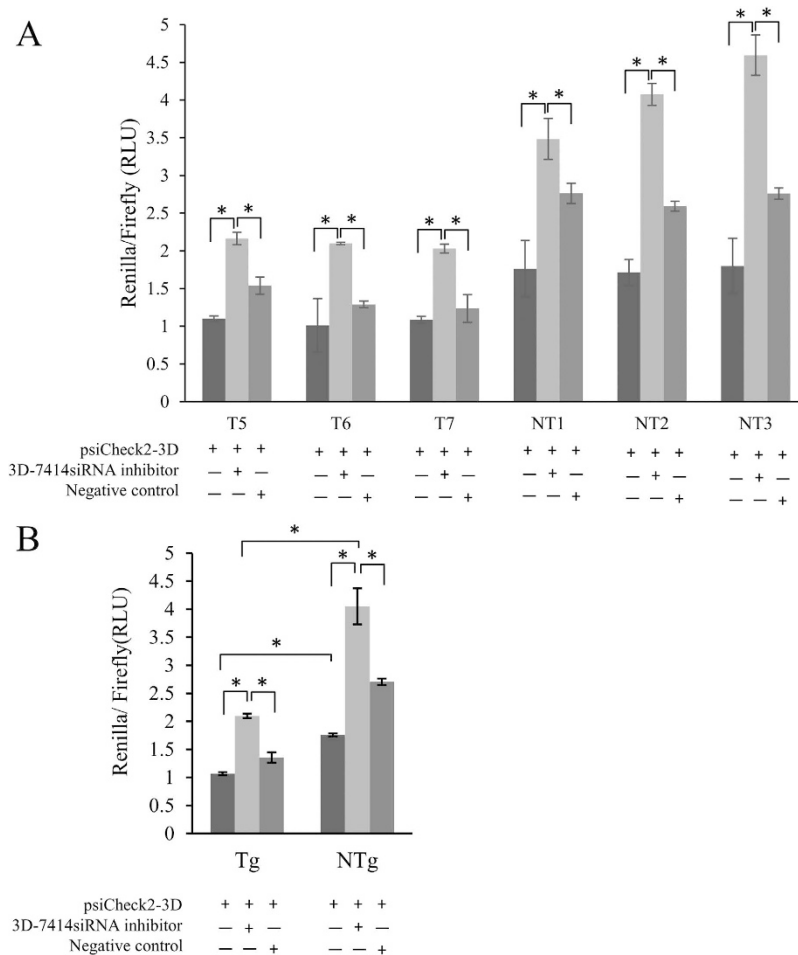 A
* * * * * * * * * * * *
5
4.5
4
3.5
3
2.5
2
1.5
1
0.5
0
Renilla/Firefly (RLU)
T5 T6 T7 NT1 NT2 NT3
psiCheck2-3D + + + + + + + + + + + + + + + + + +
3D-7414siRNA inhibitor — + — — + — — + — — + — — + — — + —
Negative control — — + — — + — — + — — + — — + — — +
B
*
* *
*
* *
5
4.5
4
3.5
3
2.5
2
1.5
1
0.5
0
Renilla/ Firefly(RLU)
Tg NTg
psiCheck2-3D + + + + + +
3D-7414siRNA inhibitor — + — — + —
Negative control — — + — — +